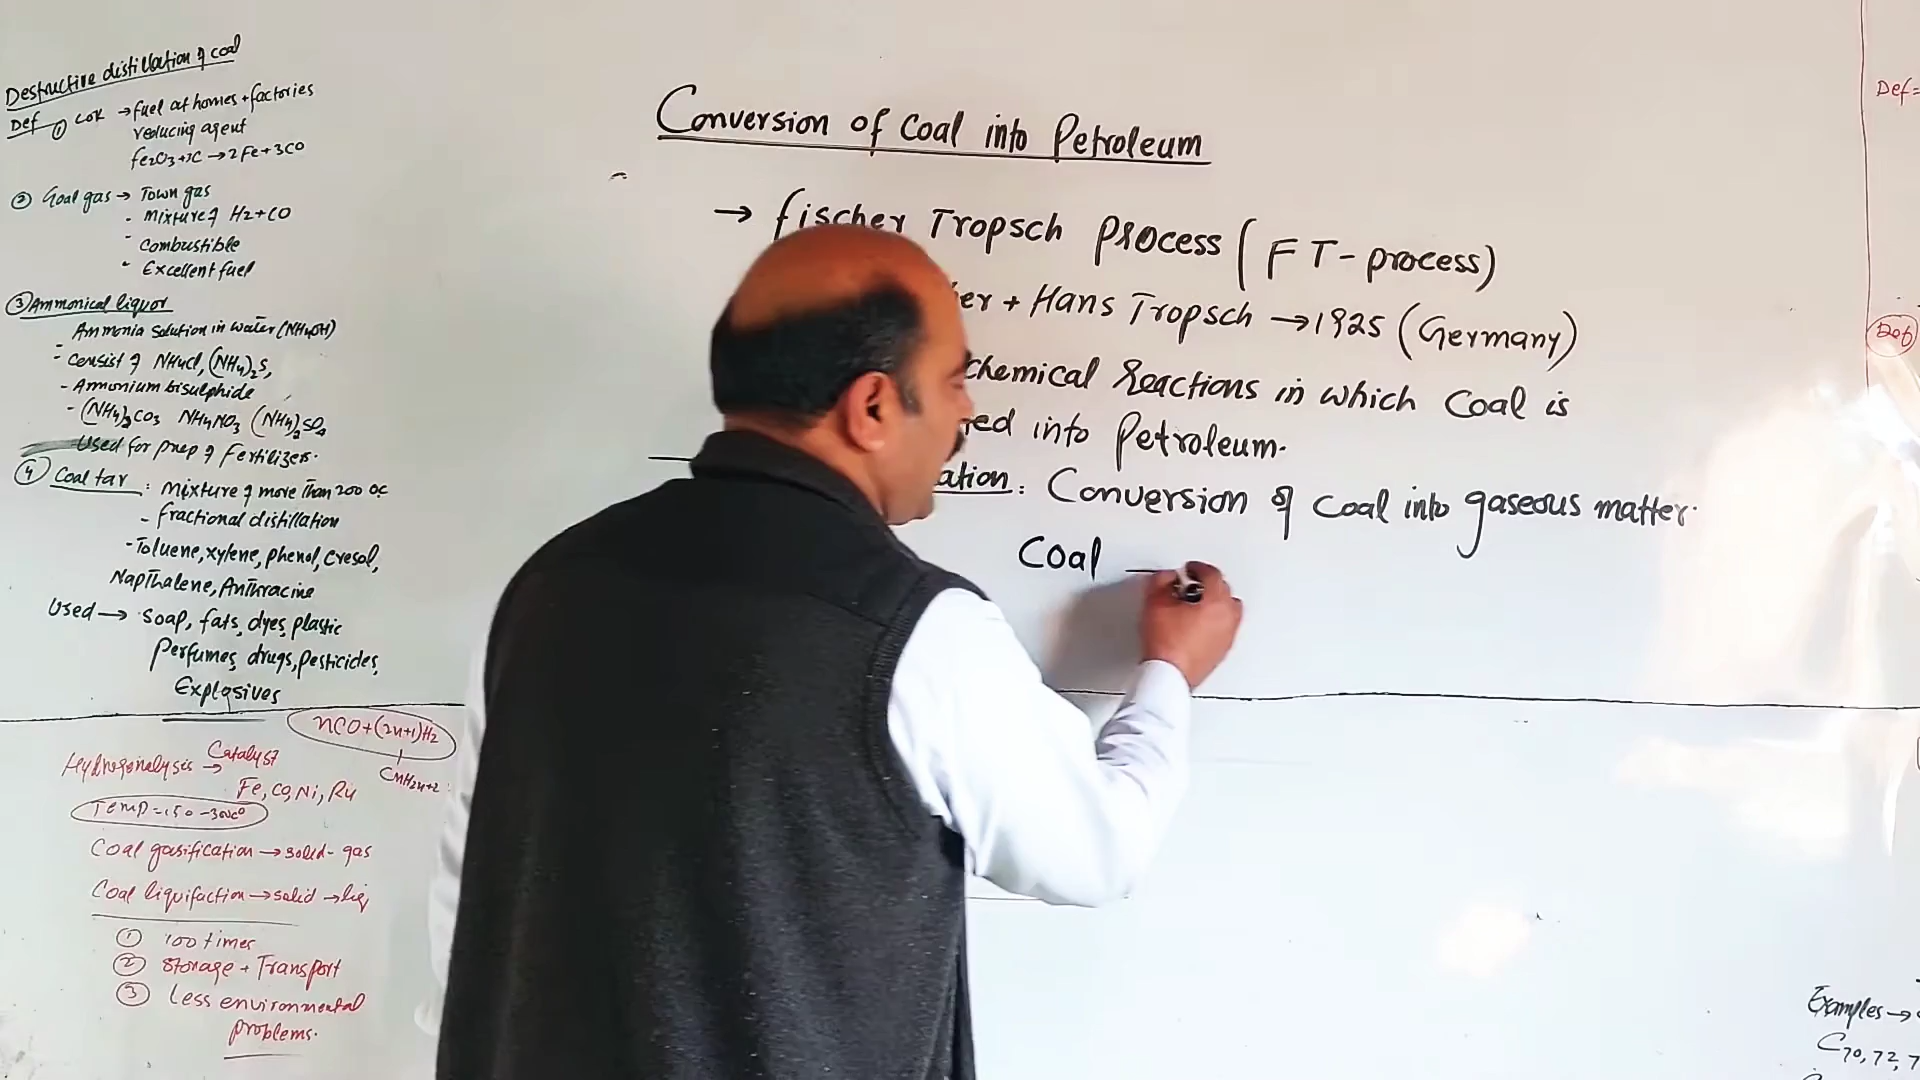 Destructive distillation of coal
Def ① COK → fuel at homes + factories
reducing agent
Fe2O3+3C → 2Fe+3CO
② Coal gas → Town gas
- Mixture of H2+CO
- Combustible
• Excellent fuel
③ Ammonical liquor
- Ammonia solution in water (NH4OH)
- Consist of NH4Cl, (NH4)2S,
- Ammonium bisulphide
- (NH4)2CO3 NH4NO3 (NH4)2SO4
- Used for prep of Fertilizers.
④ Coal tar : Mixture of more Than 200 OC
- fractional distillation
- Toluene, xylene, phenol, Cresol,
NapThalene, AnThracine
Used → Soap, fats, dyes, plastic
Perfumes, drugs, pesticides,
Explosives
nCO+(2n+1)H2
CnH2n+2
Hydrogenalysis → Catalyst
Fe, Co, Ni, Ru
Temp = 150-300C°
Coal gasification → solid - gas
Coal liquifaction → solid → liq
① 100 times
② Storage + Transport
③ Less environmental
problems.
Conversion of Coal into Petroleum
→ Fischer Tropsch process (FT-process)
er + Hans Tropsch → 1925 (Germany)
chemical Reactions in which Coal is
ed into Petroleum.
ation: Conversion of Coal into gaseous matter.
Coal
Def =
Def
Examples →
C70, 72, 7